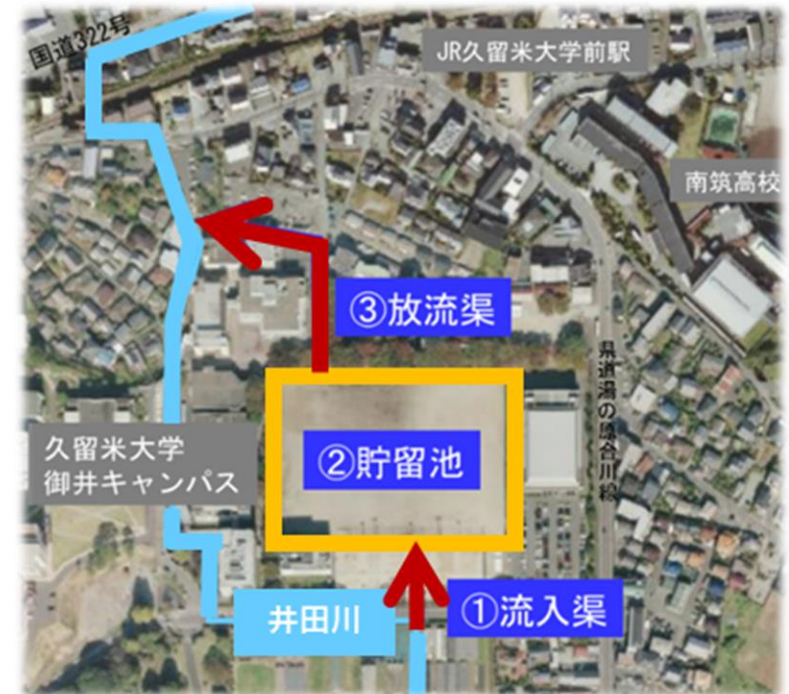 国道322号
JR久留米大学前駅
南筑高校
③放流渠
県道湯の原合川線
久留米大学
御井キャンパス
②貯留池
井田川
①流入渠